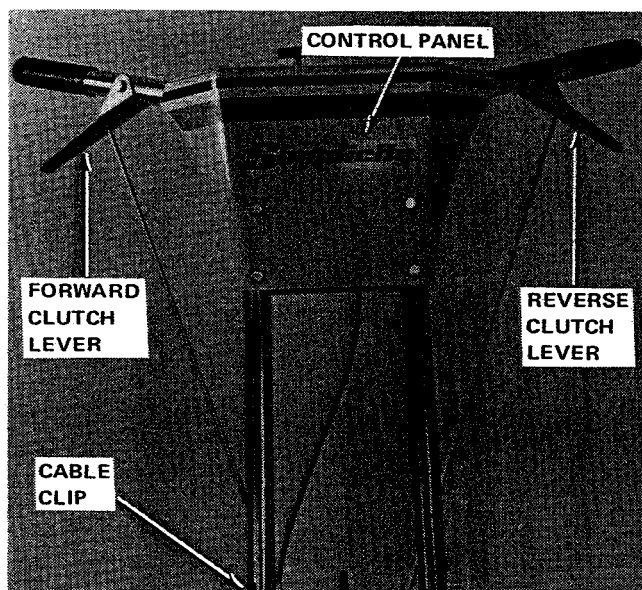 CONTROL PANEL
FORWARD
CLUTCH
LEVER
REVERSE
CLUTCH
LEVER
CABLE
CLIP